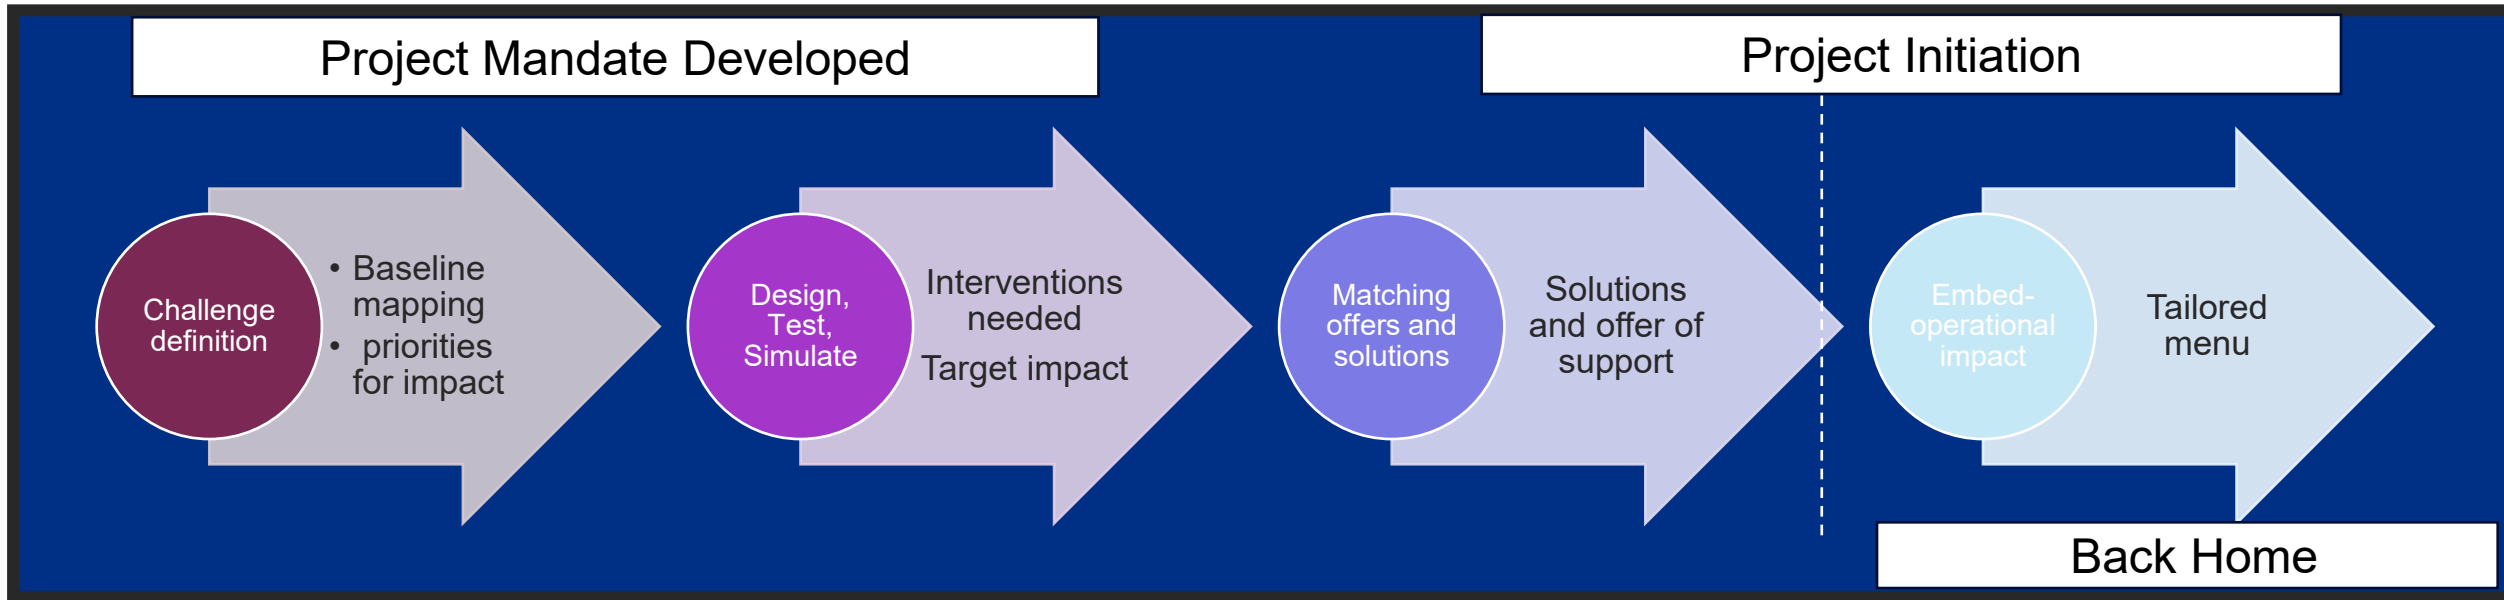 Project Mandate Developed
Project Initiation
Challenge
definition
• Baseline
mapping
• priorities
for impact
Design,
Test,
Simulate
Interventions
needed
Target impact
Matching
offers and
solutions
Solutions
and offer of
support
Embed-
operational
impact
Tailored
menu
Back Home